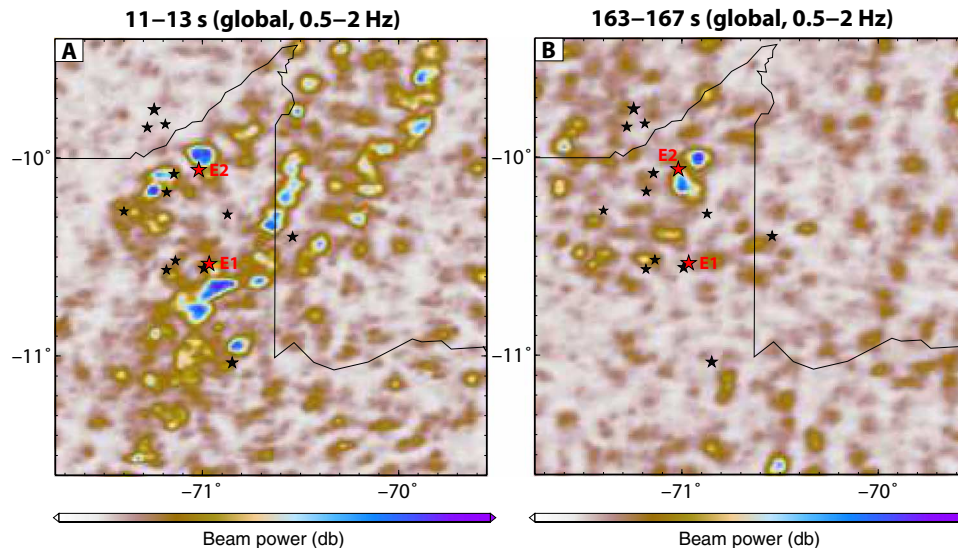 11−13 s (global, 0.5−2 Hz)
163−167 s (global, 0.5−2 Hz)
A
B
E2
E1
E2
E1
−10°
−11°
−10°
−11°
−71°
−70°
−71°
−70°
Beam power (db)
Beam power (db)